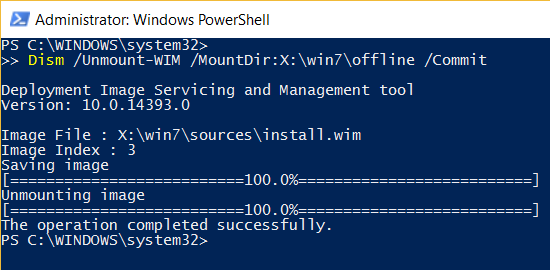 Administrator: Windows PowerShell
PS C:\WINDOWS\system32>
>> Dism /Unmount-WIM /MountDir:X:\win7\offline /Commit
Deployment Image Servicing and Management tool
Version: 10.0.14393.0
Image File : X:\win7\sources\install.wim
Image Index : 3
Saving image
[==========================100.0%==========================]
Unmounting image
[==========================100.0%==========================]
The operation completed successfully.
PS C:\WINDOWS\system32>